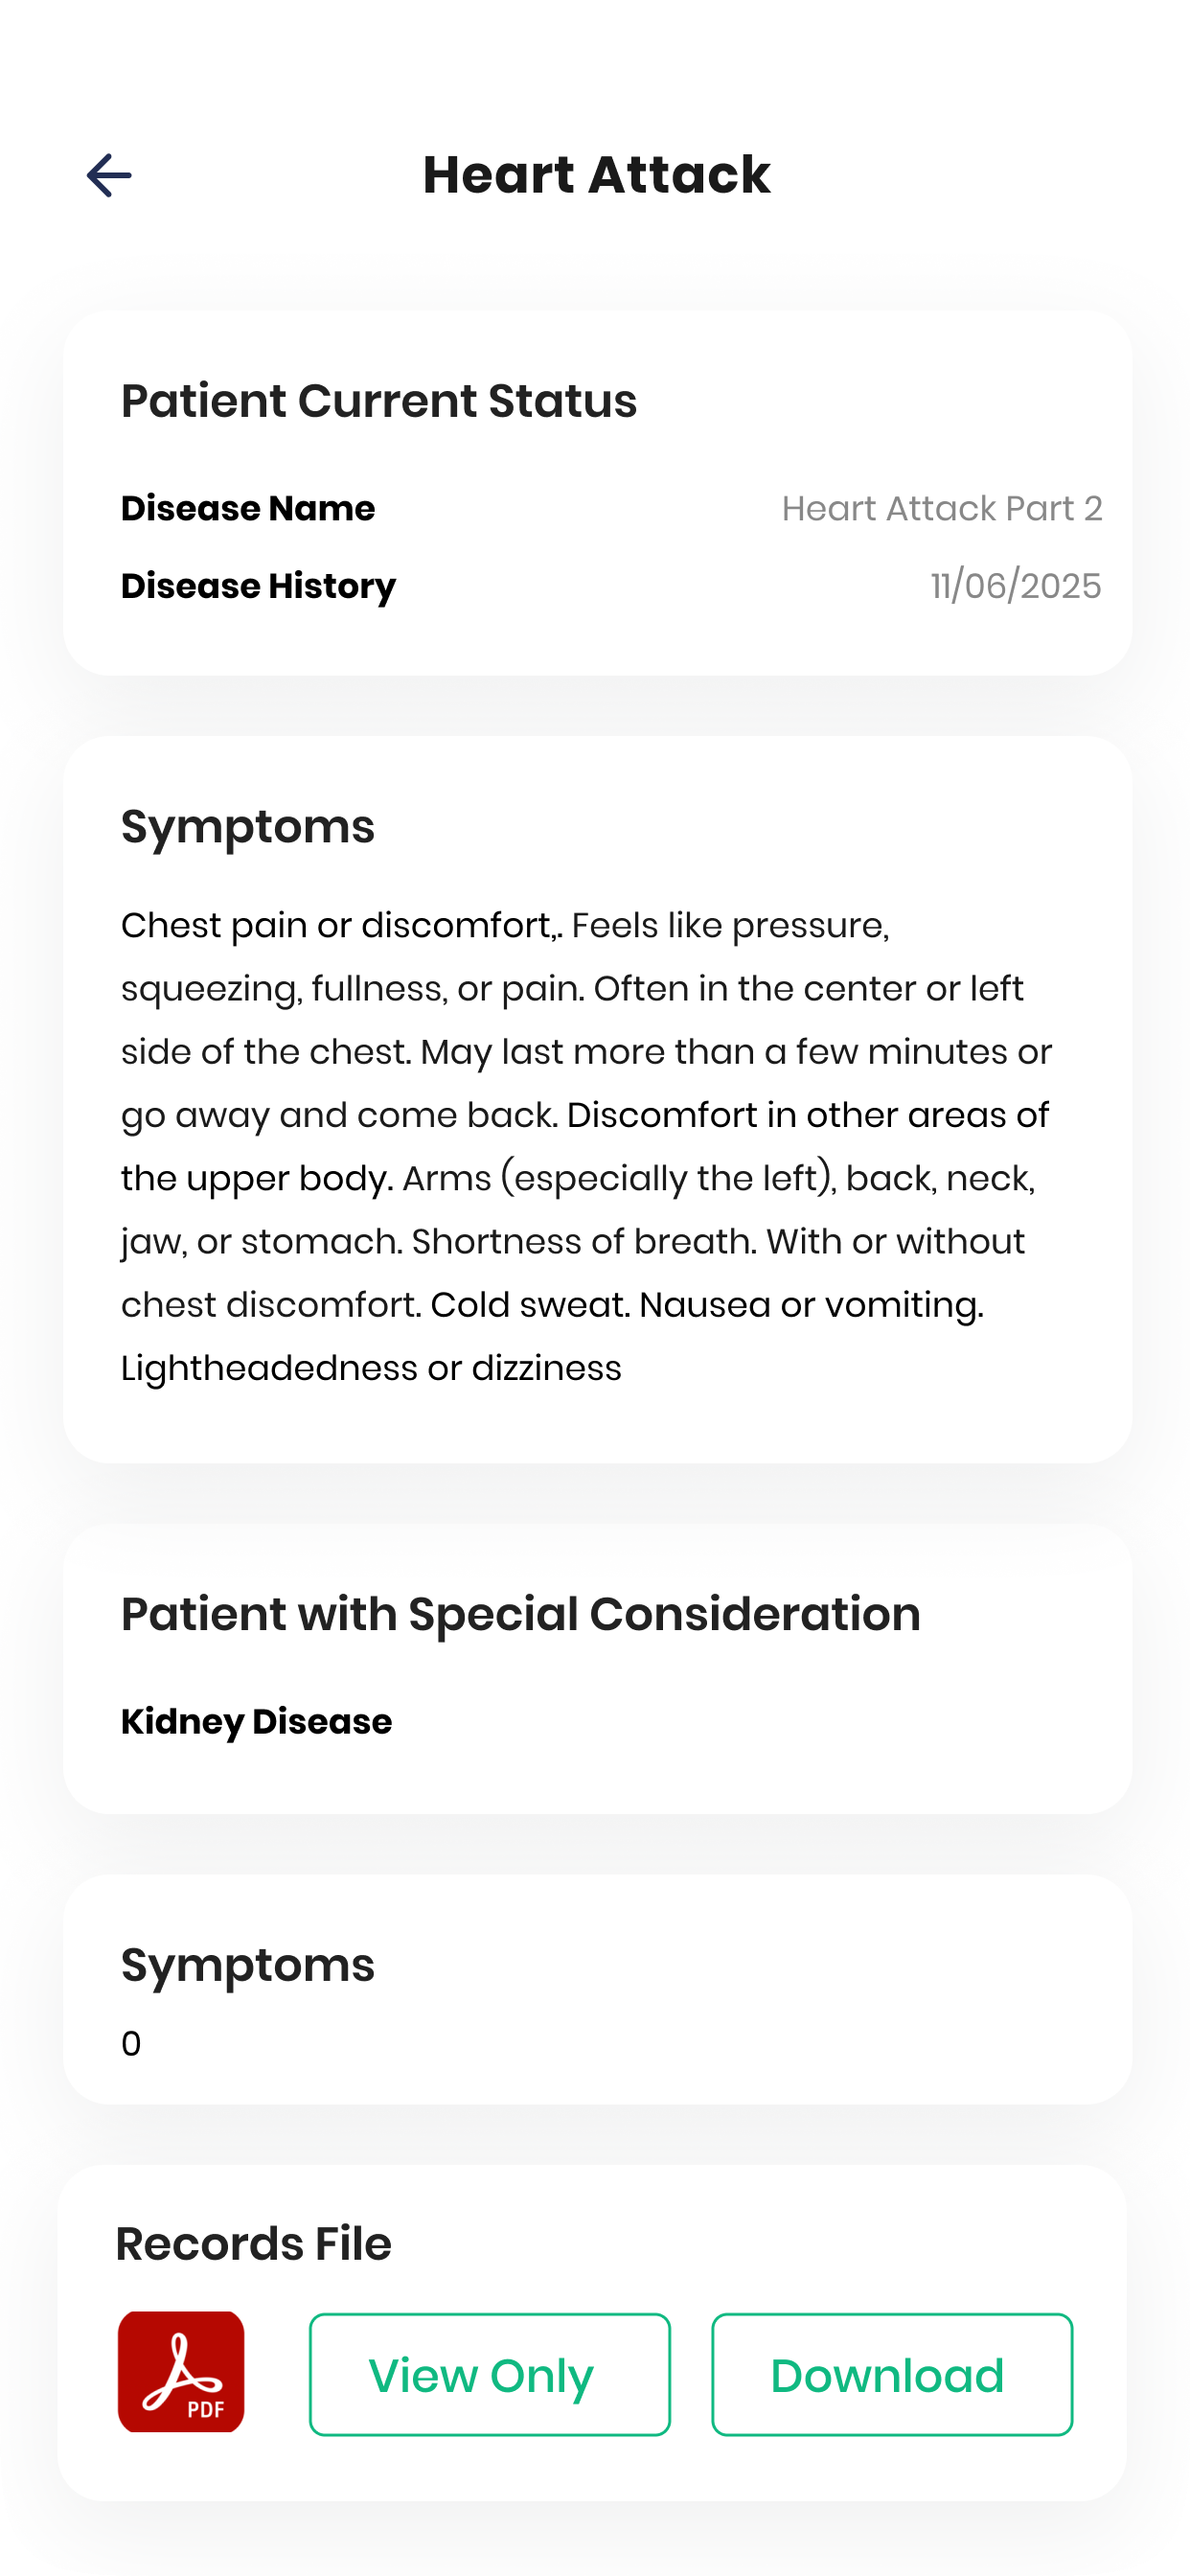 Heart Attack
Patient Current Status
Disease Name Heart Attack Part 2
Disease History 11/06/2025
Symptoms
Chest pain or discomfort,. Feels like pressure,
squeezing, fullness, or pain. Often in the center or left
side of the chest. May last more than a few minutes or
go away and come back. Discomfort in other areas of
the upper body. Arms (especially the left), back, neck,
jaw, or stomach. Shortness of breath. With or without
chest discomfort. Cold sweat. Nausea or vomiting.
Lightheadedness or dizziness
Patient with Special Consideration
Kidney Disease
Symptoms
0
Records File
PDF View Only Download